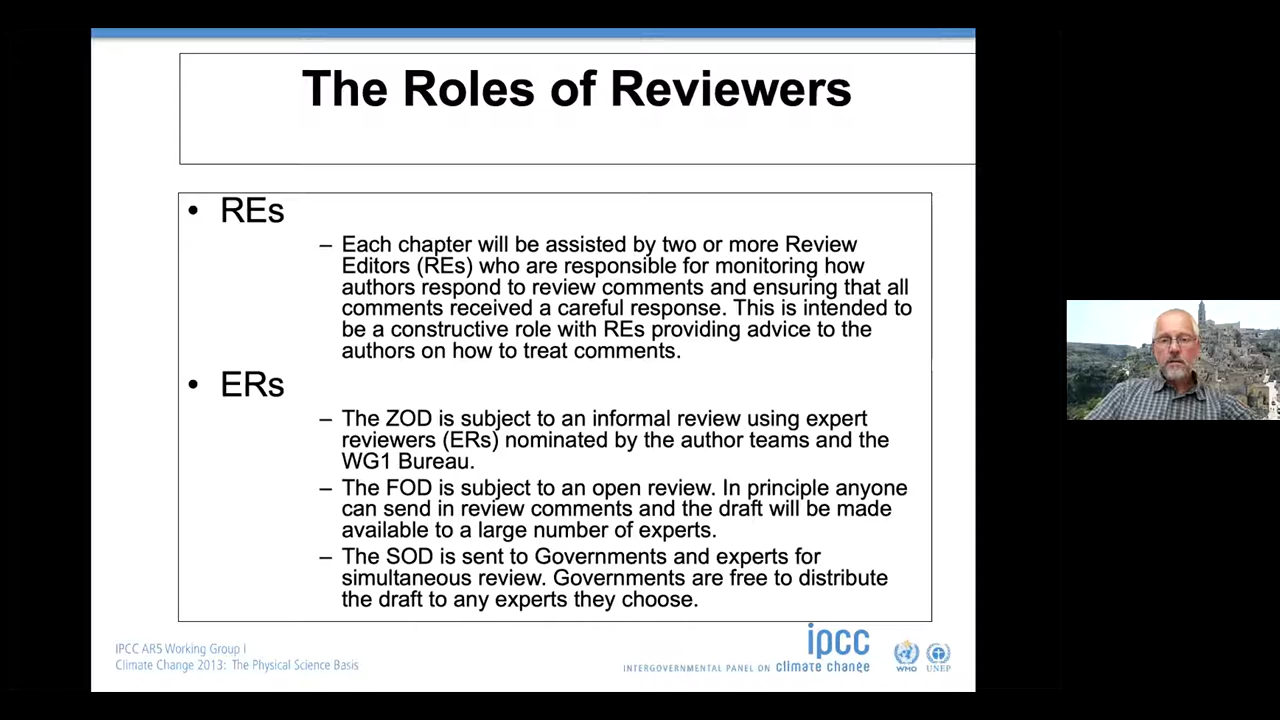 The Roles of Reviewers
• REs
– Each chapter will be assisted by two or more Review
Editors (REs) who are responsible for monitoring how
authors respond to review comments and ensuring that all
comments received a careful response. This is intended to
be a constructive role with REs providing advice to the
authors on how to treat comments.
• ERs
– The ZOD is subject to an informal review using expert
reviewers (ERs) nominated by the author teams and the
WG1 Bureau.
– The FOD is subject to an open review. In principle anyone
can send in review comments and the draft will be made
available to a large number of experts.
– The SOD is sent to Governments and experts for
simultaneous review. Governments are free to distribute
the draft to any experts they choose.
IPCC AR5 Working Group I
Climate Change 2013: The Physical Science Basis
ipcc
INTERGOVERNMENTAL PANEL ON climate change
WMO
UNEP